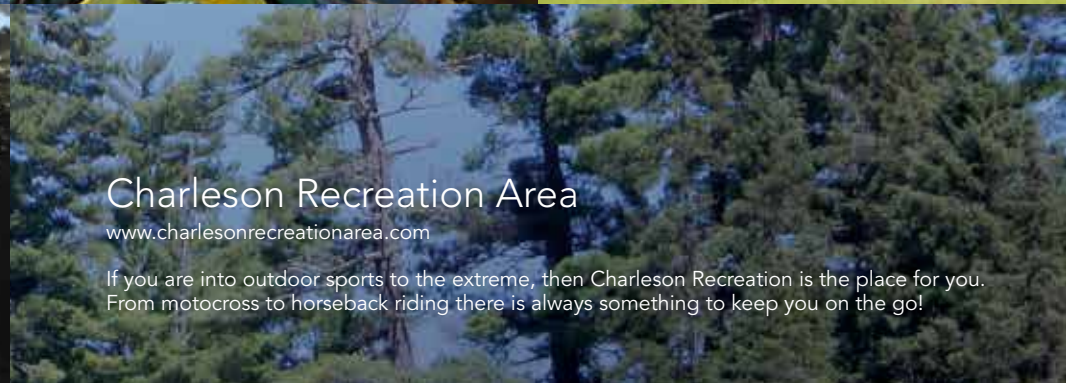 Charleson Recreation Area
www.charlesonrecreationarea.com
If you are into outdoor sports to the extreme, then Charleson Recreation is the place for you.
From motocross to horseback riding there is always something to keep you on the go!